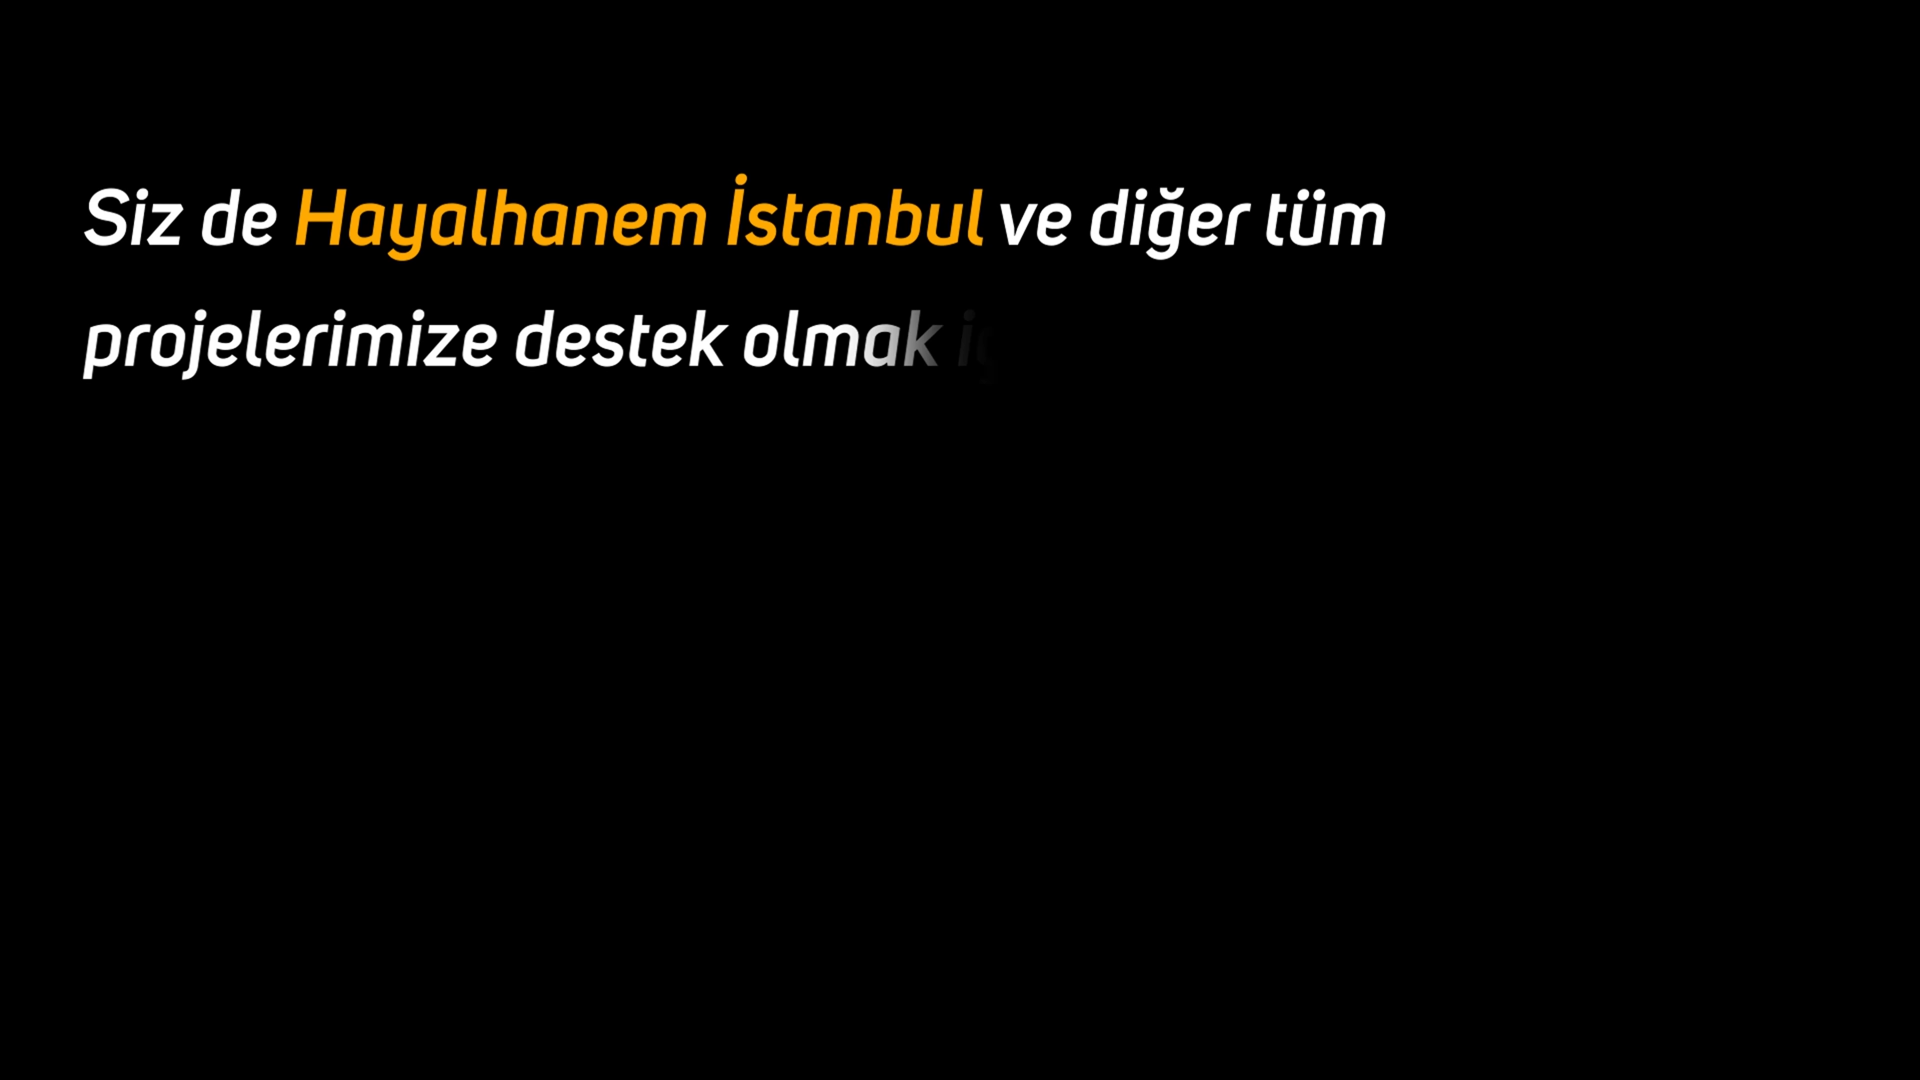 Siz de Hayalhanem İstanbul ve diğer tüm
projelerimize destek olmak